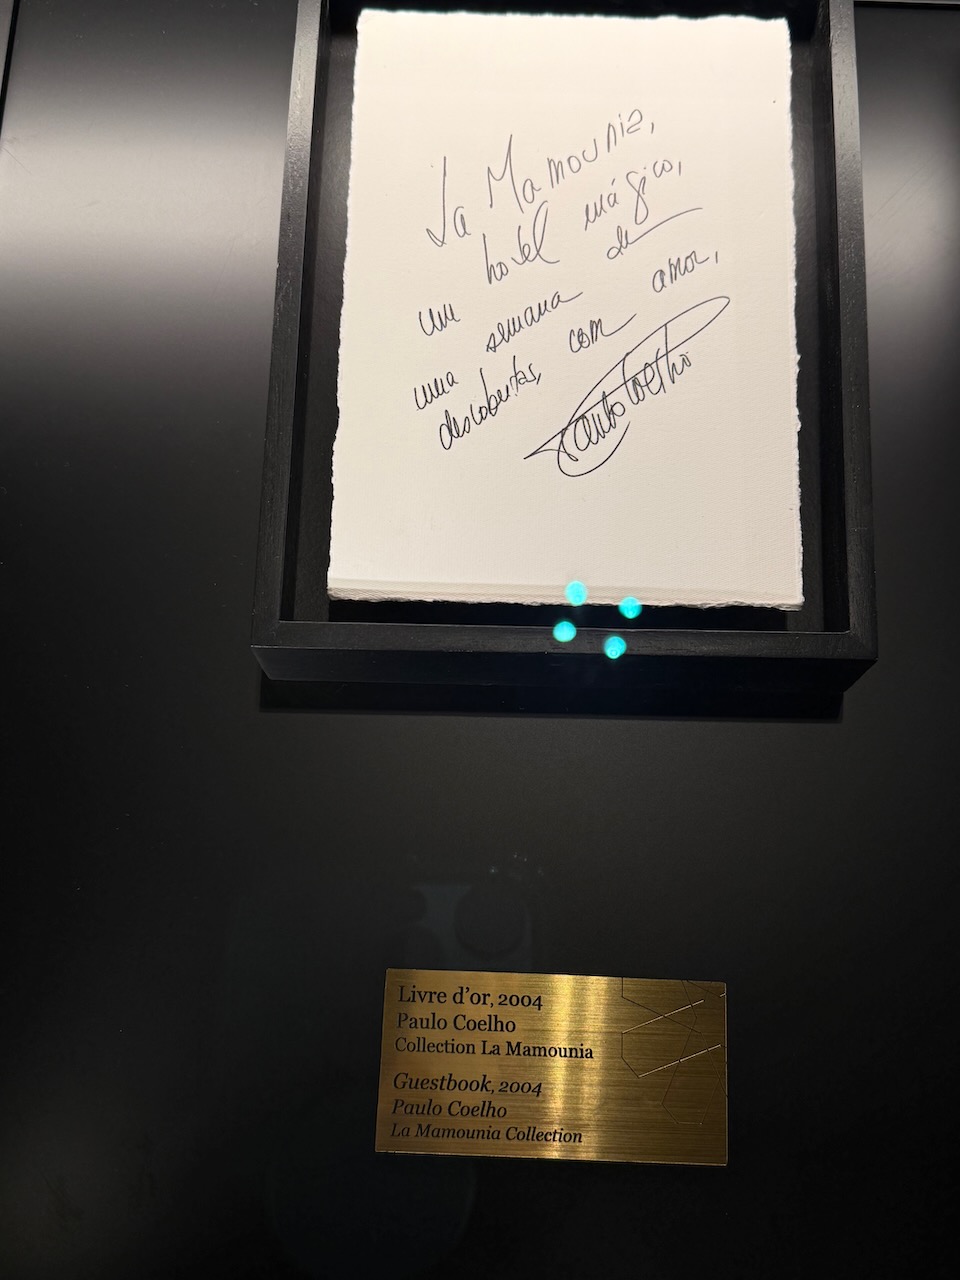 La Mamounia,
um hotel mágico,
uma semana de
descobertas, com amor,
Paulo Coelho
Livre d'or, 2004
Paulo Coelho
Collection La Mamounia
Guestbook, 2004
Paulo Coelho
La Mamounia Collection